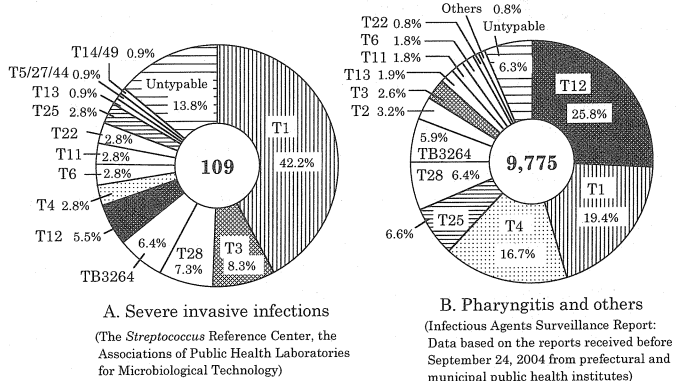 T14/49 0.9%
T5/27/44 0.9%
T13 0.9%
T25 2.8%
T22
2.8%
T11 2.8%
T6 2.8%
T4 2.8%
T12 5.5%
6.4%
TB3264
T28
7.3%
T3
8.3%
T1
42.2%
Untypable
13.8%
109
A. Severe invasive infections
(The Streptococcus Reference Center, the
Associations of Public Health Laboratories
for Microbiological Technology)
Others 0.8%
T22 0.8%
T6 1.8%
T11 1.8%
T13 1.9%
T3 2.6%
T2 3.2%
5.9%
TB3264
T28 6.4%
6.6%
T25
T4
16.7%
T1
19.4%
T12
25.8%
Untypable
6.3%
9,775
B. Pharyngitis and others
(Infectious Agents Surveillance Report:
Data based on the reports received before
September 24, 2004 from prefectural and
municipal public health institutes)